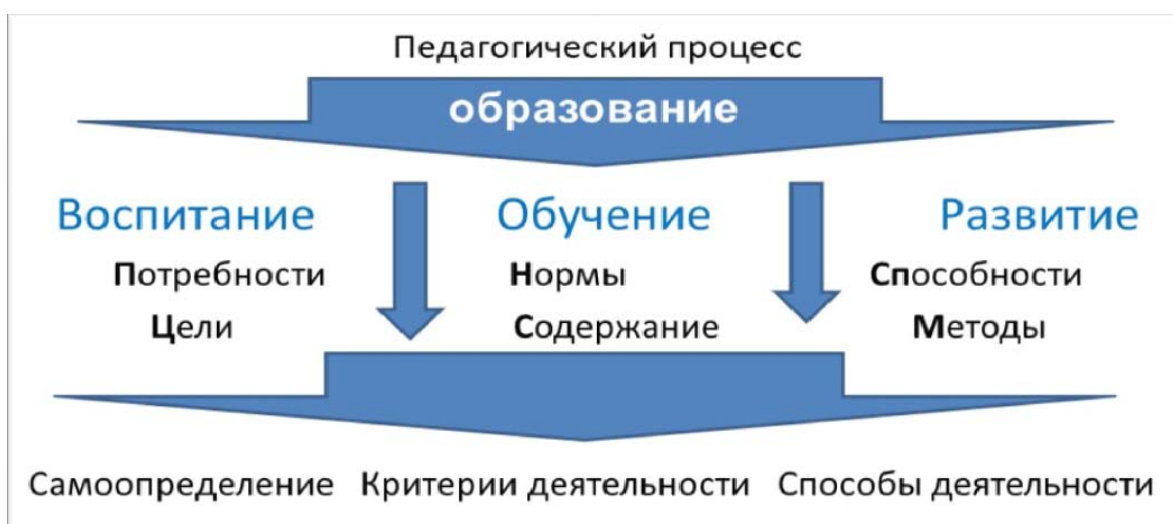 Педагогический процесс
образование
Воспитание Обучение Развитие
Потребности Нормы Способности
Цели Содержание Методы
Самоопределение Критерии деятельности Способы деятельности